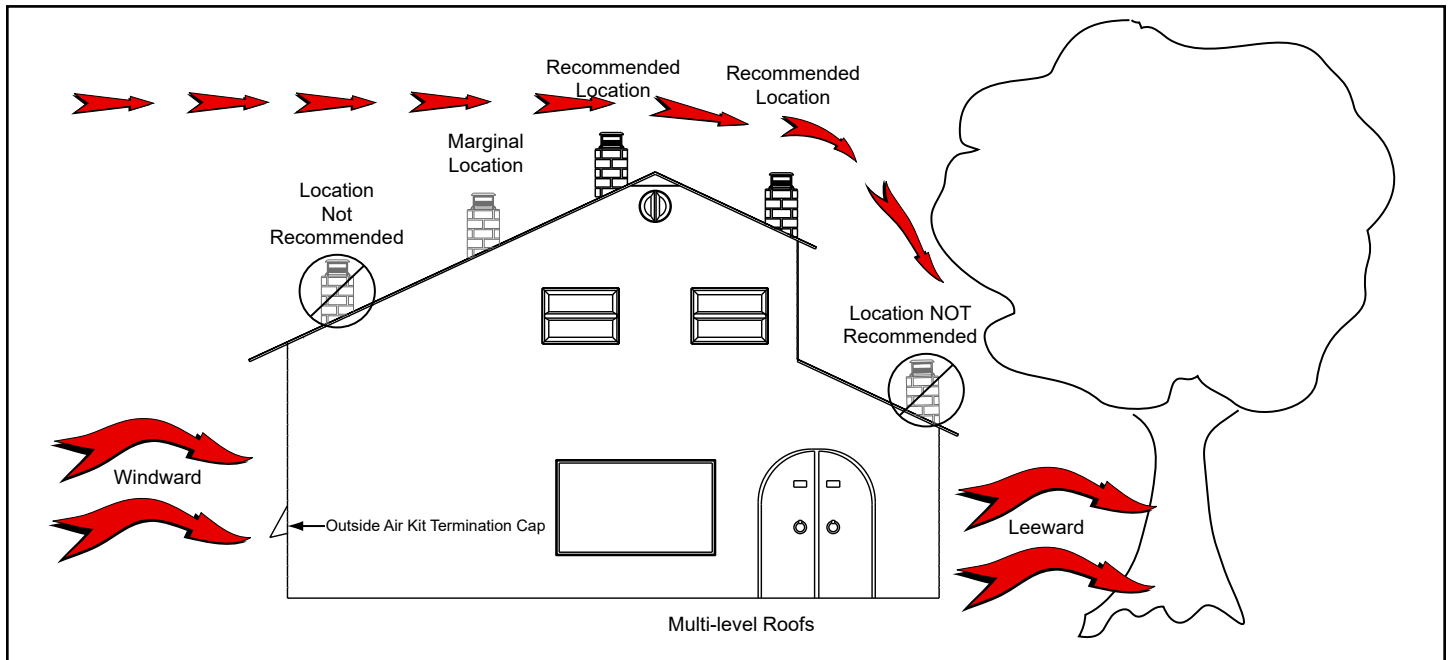 Recommended
Location
Recommended
Location
Marginal
Location
Location
Not
Recommended
Location NOT
Recommended
Windward
Outside Air Kit Termination Cap
Leeward
Multi-level Roofs